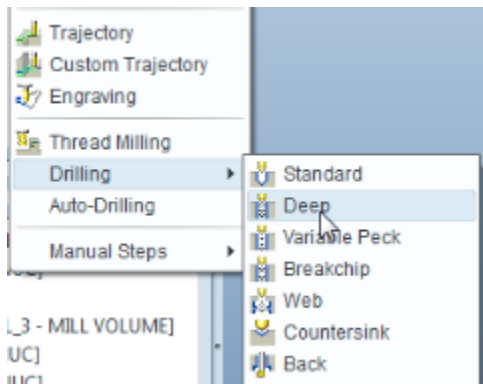 Trajectory
Custom Trajectory
Engraving
Thread Milling
Drilling
Auto-Drilling
Manual Steps
Standard
Deep
Variable Peck
Breakchip
Web
Countersink
Back
_3 - MILL VOLUME]
UC]